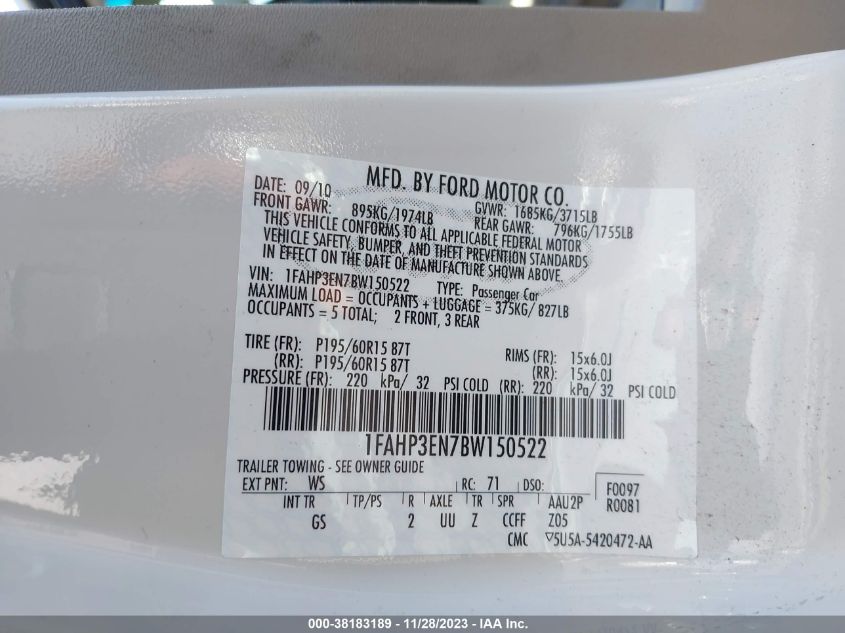 MFD. BY FORD MOTOR CO.
DATE: 09/10 GVWR: 1685KG/3715LB
FRONT GAWR: 895KG/1974LB REAR GAWR: 796KG/1755LB
THIS VEHICLE CONFORMS TO ALL APPLICABLE FEDERAL MOTOR
VEHICLE SAFETY, BUMPER, AND THEFT PREVENTION STANDARDS
IN EFFECT ON THE DATE OF MANUFACTURE SHOWN ABOVE.
VIN: 1FAHP3EN7BW150522 TYPE: Passenger Car
MAXIMUM LOAD = OCCUPANTS + LUGGAGE = 375KG/ 827LB
OCCUPANTS = 5 TOTAL; 2 FRONT, 3 REAR
TIRE (FR): P195/60R15 87T RIMS (FR): 15x6.0J
(RR): P195/60R15 87T (RR): 15x6.0J
PRESSURE (FR): 220 kPa/ 32 PSI COLD (RR): 220 kPa/ 32 PSI COLD
1FAHP3EN7BW150522
TRAILER TOWING - SEE OWNER GUIDE
EXT PNT: WS RC: 71 DSO: F0097
INT TR TP/PS R AXLE TR SPR AAU2P R0081
GS 2 UU Z CCFF Z05
CMC ▽5U5A-5420472-AA
000-38183189 - 11/28/2023 - IAA Inc.